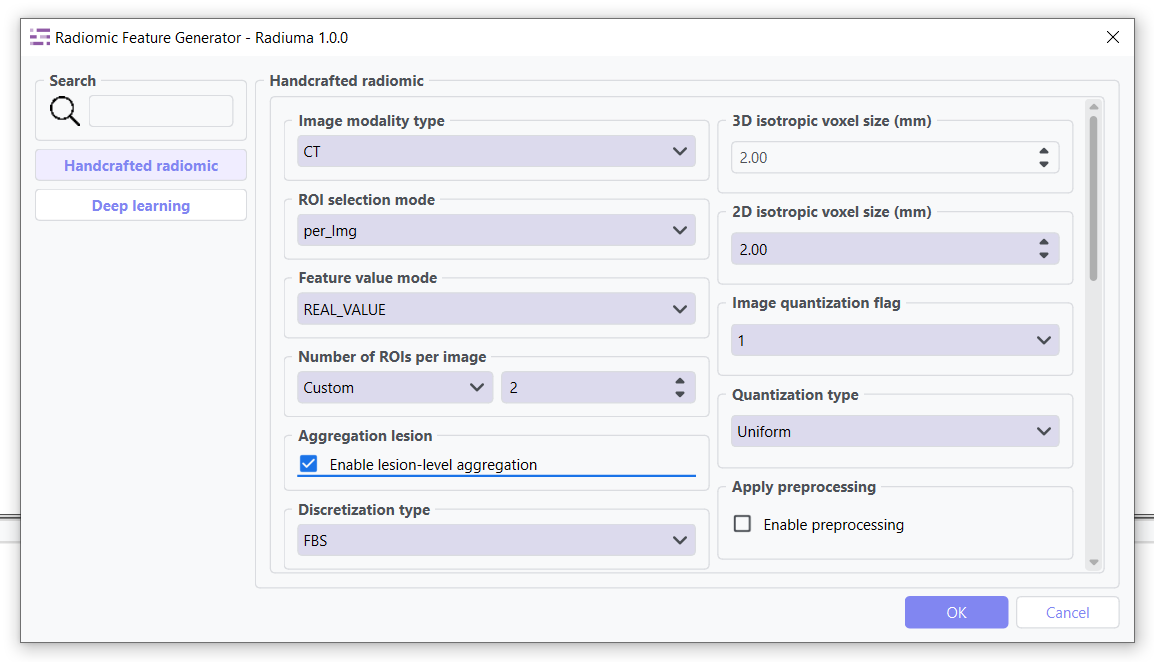 Radiomic Feature Generator - Radiuma 1.0.0
Search
Handcrafted radiomic
Deep learning
Handcrafted radiomic
Image modality type
CT
ROI selection mode
per_Img
Feature value mode
REAL_VALUE
Number of ROIs per image
Custom 2
Aggregation lesion
Enable lesion-level aggregation
Discretization type
FBS
3D isotropic voxel size (mm)
2.00
2D isotropic voxel size (mm)
2.00
Image quantization flag
1
Quantization type
Uniform
Apply preprocessing
Enable preprocessing
OK Cancel